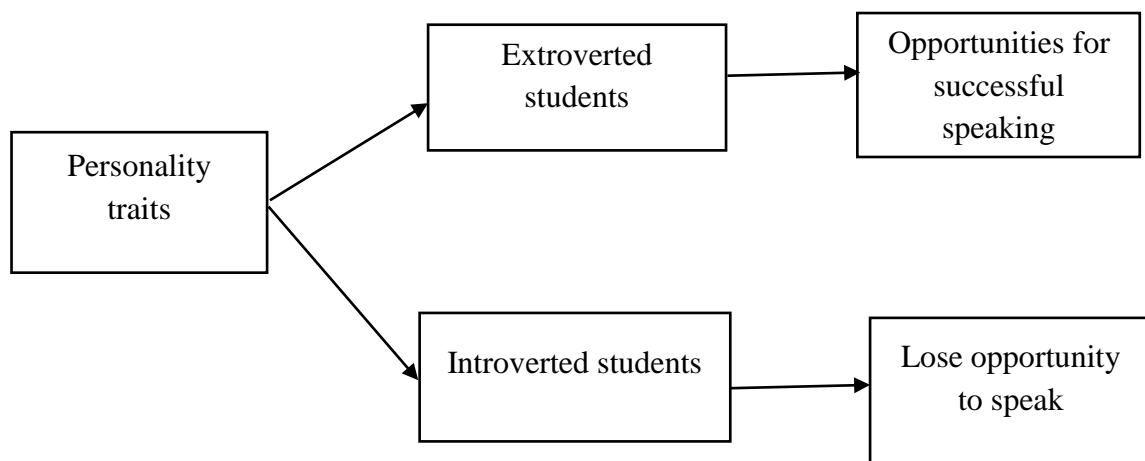 Personality
traits
Extroverted
students
Opportunities for
successful
speaking
Introverted students
Lose opportunity
to speak